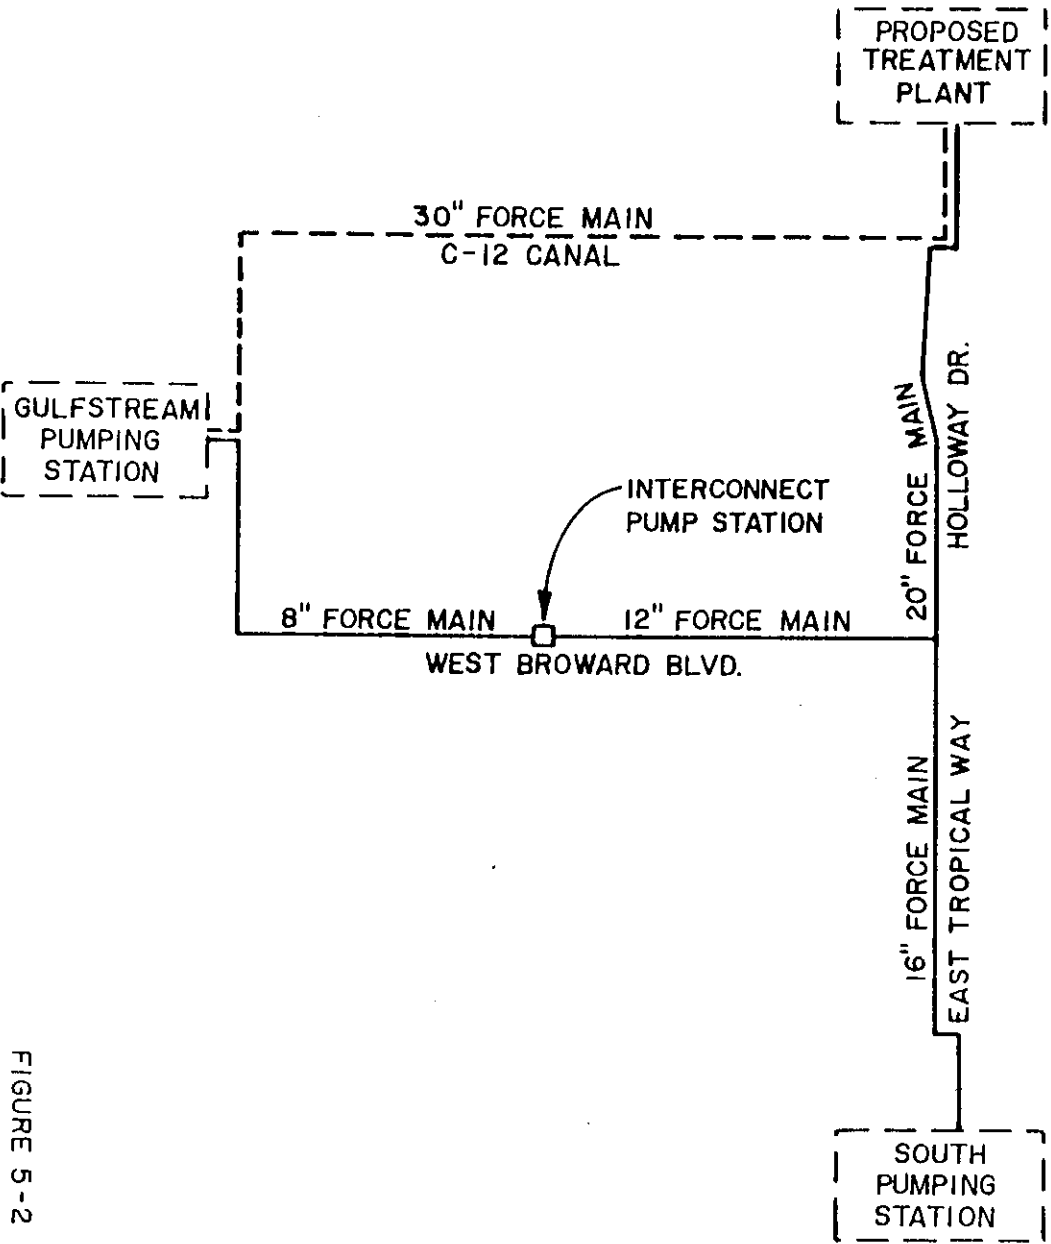 PROPOSED
TREATMENT
PLANT
30" FORCE MAIN
C-12 CANAL
HOLLOWAY DR.
20" FORCE MAIN
GULFSTREAM
PUMPING
STATION
INTERCONNECT
PUMP STATION
8" FORCE MAIN
12" FORCE MAIN
WEST BROWARD BLVD.
16" FORCE MAIN
EAST TROPICAL WAY
SOUTH
PUMPING
STATION
FIGURE 5-2